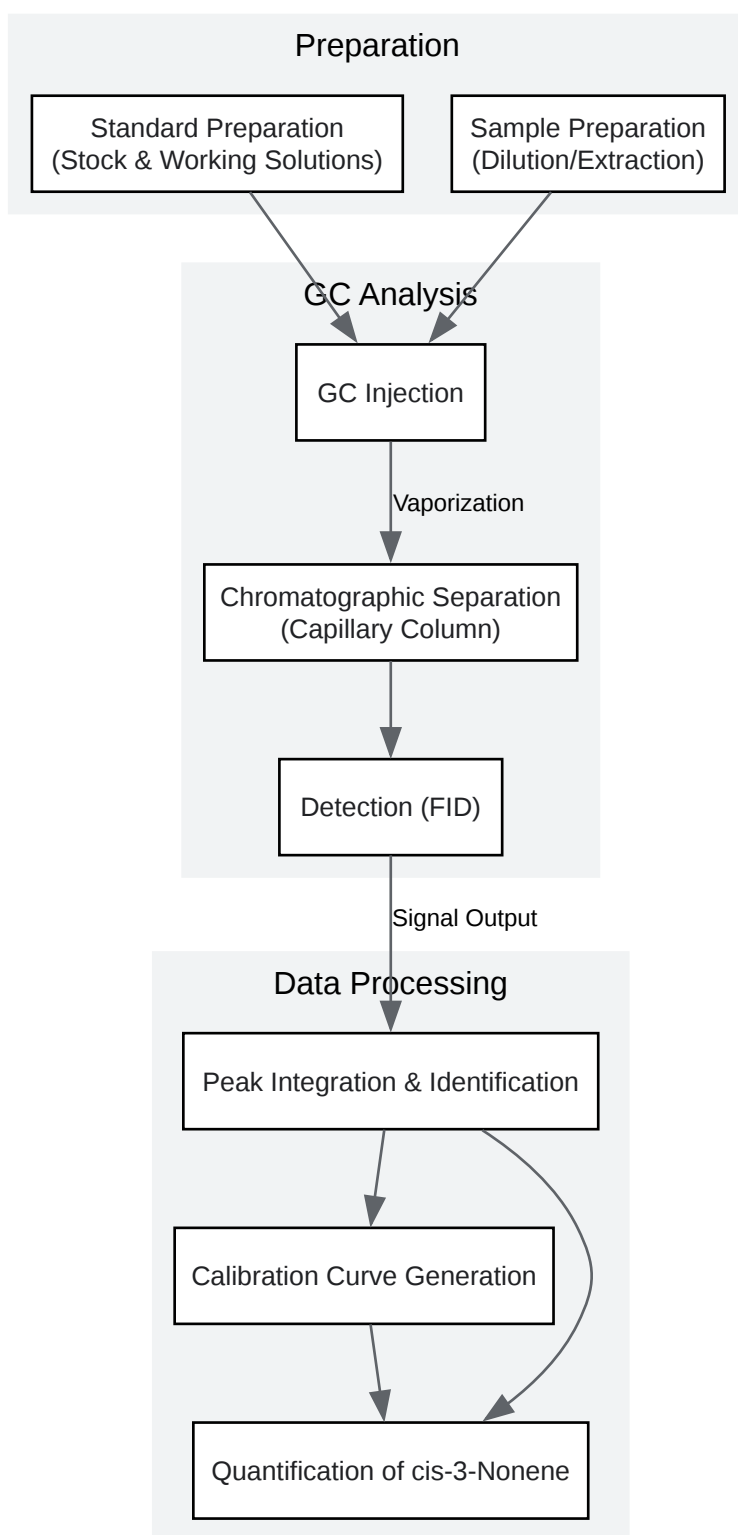 Preparation
Standard Preparation
(Stock & Working Solutions)
Sample Preparation
(Dilution/Extraction)
GC Analysis
GC Injection
Vaporization
Chromatographic Separation
(Capillary Column)
Detection (FID)
Signal Output
Data Processing
Peak Integration & Identification
Calibration Curve Generation
Quantification of cis-3-Nonene